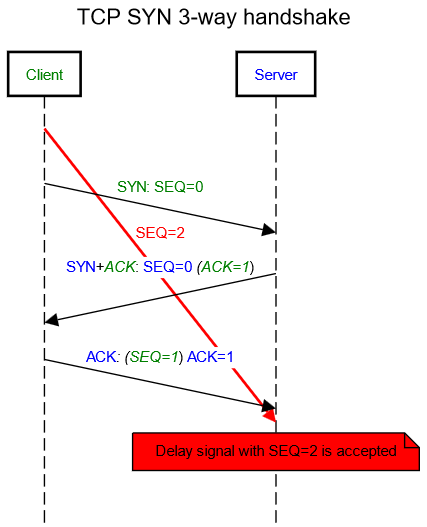 TCP SYN 3-way handshake
Client
Server
SYN: SEQ=0
SEQ=2
SYN+ACK: SEQ=0 (ACK=1)
ACK: (SEQ=1) ACK=1
Delay signal with SEQ=2 is accepted